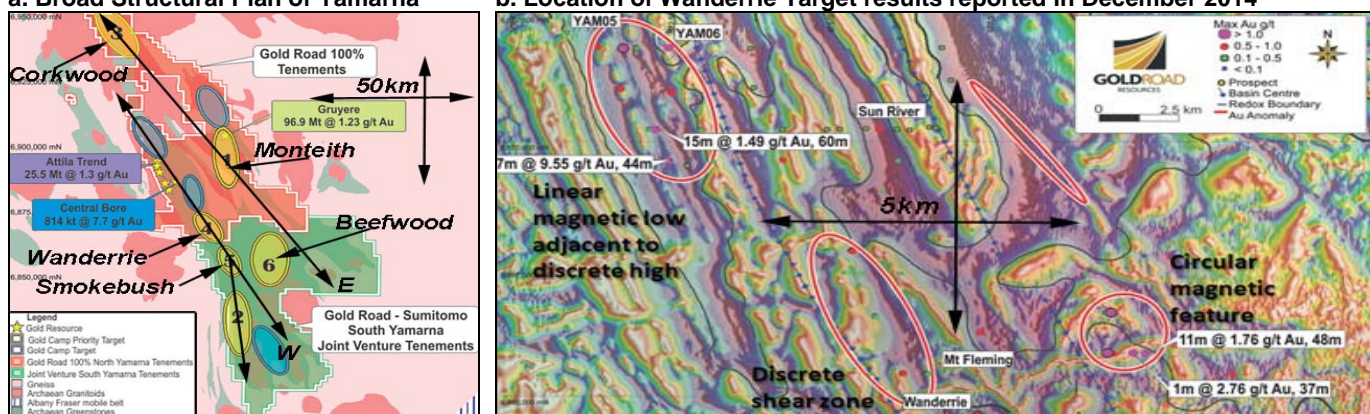 a. Broad Structural Plan of Yamarna
6,950,000 mN
3
Corkwood
Gold Road 100%
Tenements
50km
Gruyere
96.9 Mt @ 1.23 g/t Au
6,900,000 mN
1
Monteith
Attila Trend
25.5 Mt @ 1.3 g/t Au
Central Bore
814 kt @ 7.7 g/t Au
4
Beefwood
Wanderrie
5
6
Smokebush
E
2
W
Gold Road - Sumitomo
South Yamarna
Joint Venture Tenements
Legend
Gold Resource
Gold Camp Priority Target
Gold Camp Target
Gold Road 100% North Yamarna Tenements
Joint Venture South Yamarna Tenements
Gneiss
Archaean Granitoids
Albany Fraser mobile belt
Archaean Greenstones
b. Location of Wanderrie Target results reported in December 2014
YAM05
YAM06
Sun River
15m @ 1.49 g/t Au, 60m
7m @ 9.55 g/t Au, 44m
Linear
magnetic low
adjacent to
discrete high
5km
Circular
magnetic
feature
11m @ 1.76 g/t Au, 48m
Mt Fleming
1m @ 2.76 g/t Au, 37m
Discrete
shear zone
Wanderrie
GOLDROAD
RESOURCES
0 2.5 km
Max Au g/t
> 1.0
0.5 - 1.0
0.1 - 0.5
< 0.1
Prospect
Basin Centre
Redox Boundary
Au Anomaly
N